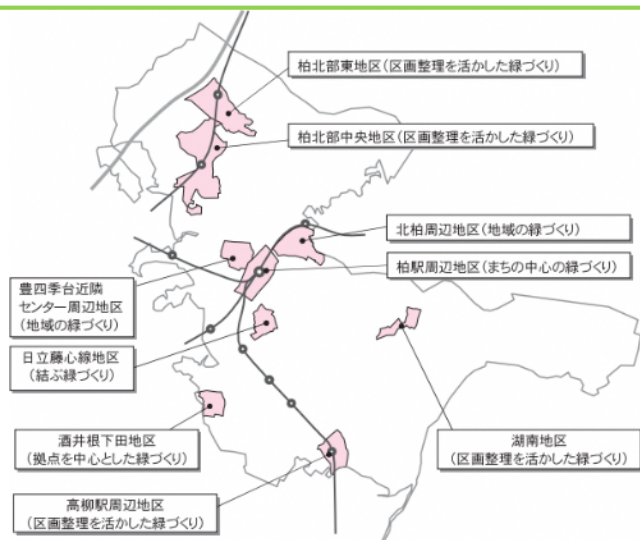 柏北部東地区(区画整理を活かした緑づくり)
柏北部中央地区(区画整理を活かした緑づくり)
北柏周辺地区(地域の緑づくり)
柏駅周辺地区(まちの中心の緑づくり)
豊四季台近隣
センター周辺地区
(地域の緑づくり)
日立藤心線地区
(結ぶ緑づくり)
酒井根下田地区
(拠点を中心とした緑づくり)
湖南地区
(区画整理を活かした緑づくり)
高柳駅周辺地区
(区画整理を活かした緑づくり)